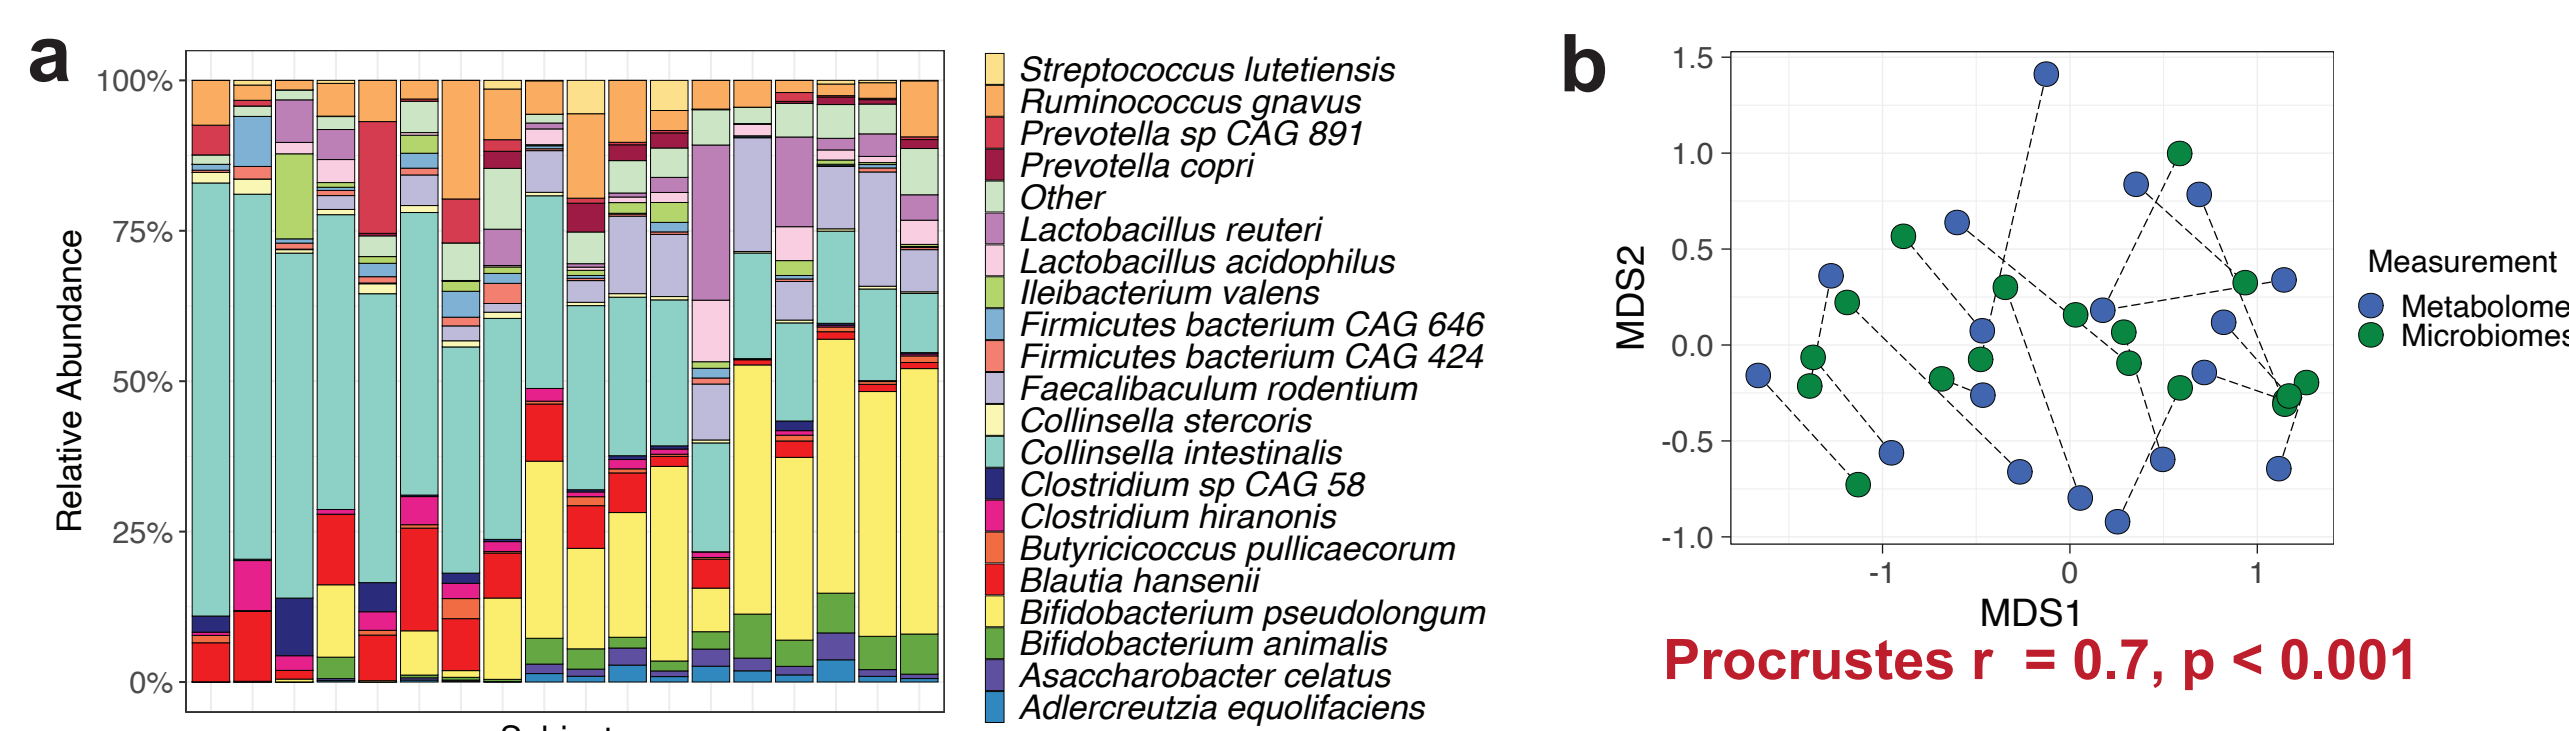 a
100%
75%
50%
25%
0%
Relative Abundance
Streptococcus lutetiensis
Ruminococcus gnavus
Prevotella sp CAG 891
Prevotella copri
Other
Lactobacillus reuteri
Lactobacillus acidophilus
Ileibacterium valens
Firmicutes bacterium CAG 646
Firmicutes bacterium CAG 424
Faecalibaculum rodentium
Collinsella stercoris
Collinsella intestinalis
Clostridium sp CAG 58
Clostridium hiranonis
Butyricicoccus pullicaecorum
Blautia hansenii
Bifidobacterium pseudolongum
Bifidobacterium animalis
Asaccharobacter celatus
Adlercreutzia equolifaciens
b
1.5
1.0
0.5
0.0
-0.5
-1.0
MDS2
-1 0 1
MDS1
Measurement
Metabolome
Microbiomes
Procrustes r = 0.7, p < 0.001